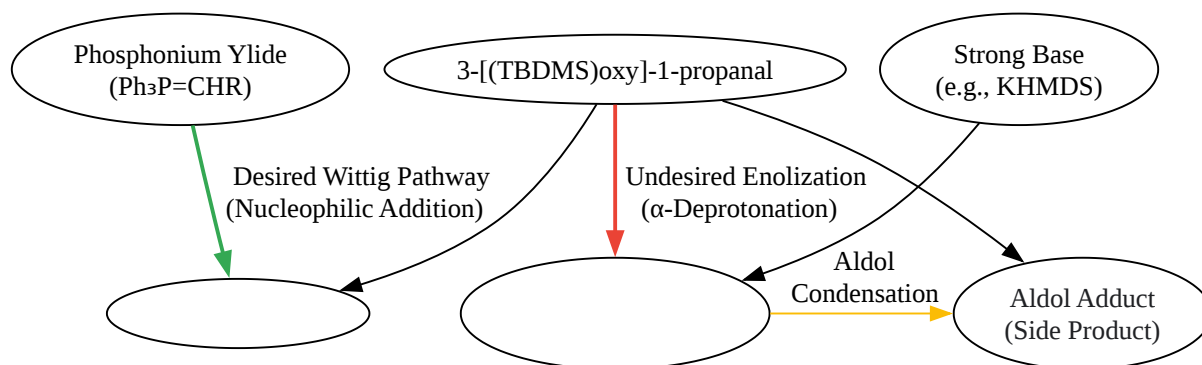 Phosphonium Ylide
(Ph₃P=CHR)
3-[(TBDMS)oxy]-1-propanal
Strong Base
(e.g., KHMDS)
Desired Wittig Pathway
(Nucleophilic Addition)
Undesired Enolization
(α-Deprotonation)
Aldol
Condensation
Aldol Adduct
(Side Product)